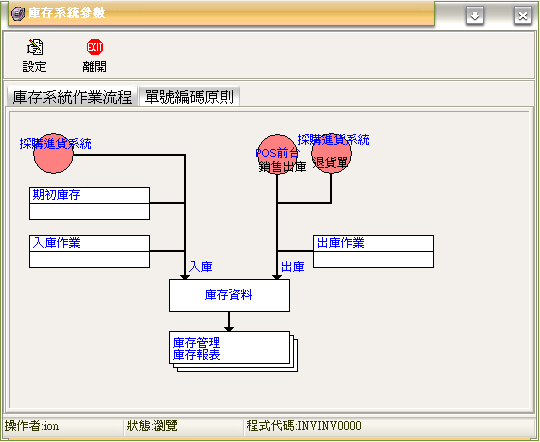 庫存系統參數
設定
離開
庫存系統作業流程
單號編碼原則
採購進貨系統
POS前台
銷售出庫
採購進貨系統
退貨單
期初庫存
入庫作業
出庫作業
入庫
出庫
庫存資料
庫存管理
庫存報表
操作者:ion
狀態:瀏覽
程式代碼:INVINV0000